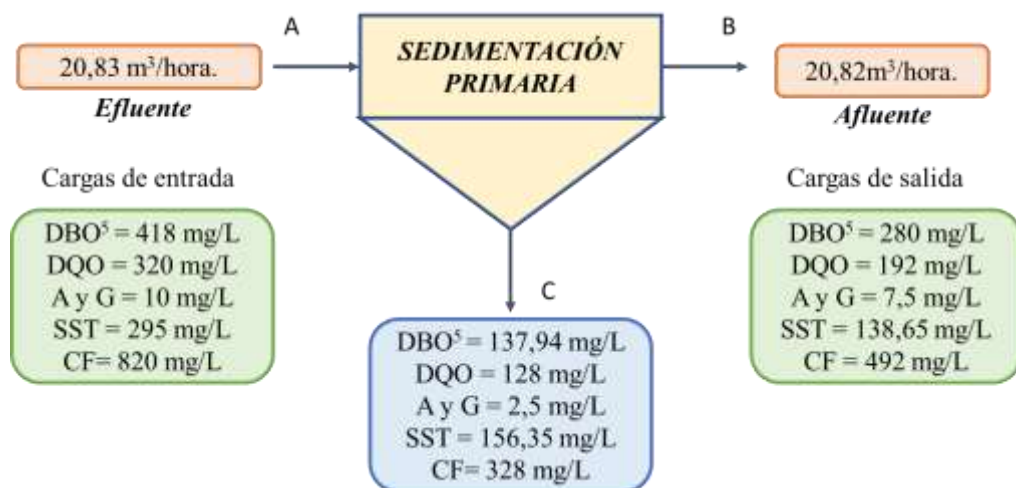 A
B
20,83 m³/hora.
Efluente
SEDIMENTACIÓN
PRIMARIA
20,82m³/hora.
Afluente
Cargas de entrada
DBO⁵ = 418 mg/L
DQO = 320 mg/L
A y G = 10 mg/L
SST = 295 mg/L
CF= 820 mg/L
C
DBO⁵ = 137,94 mg/L
DQO = 128 mg/L
A y G = 2,5 mg/L
SST = 156,35 mg/L
CF= 328 mg/L
Cargas de salida
DBO⁵ = 280 mg/L
DQO = 192 mg/L
A y G = 7,5 mg/L
SST = 138,65 mg/L
CF = 492 mg/L